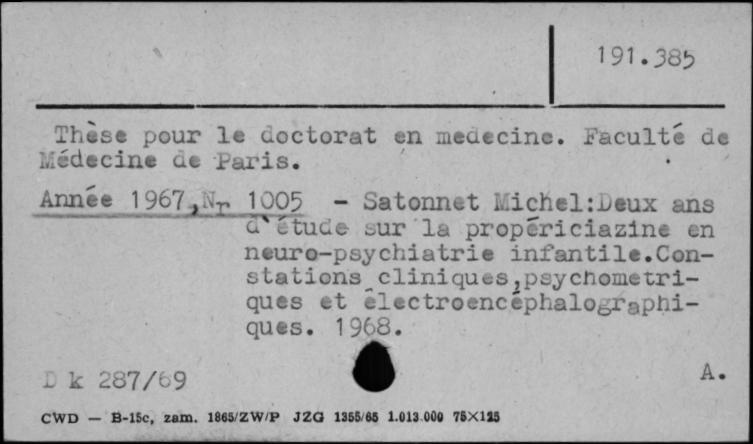 191.385
Thèse pour le doctorat en medecine. Faculté de
Médecine de Paris.
Année 1967,Nr 1005 - Satonnet Michel:Deux ans
d'étude sur la propériciazine en
neuro-psychiatrie infantile.Con-
stations cliniques,psychometri-
ques et électroencéphalographi-
ques. 1968.
D k 287/69 A.
CWD — B-15c, zam. 1865/ZW/P JZG 1355/65 1.013.000 75×125